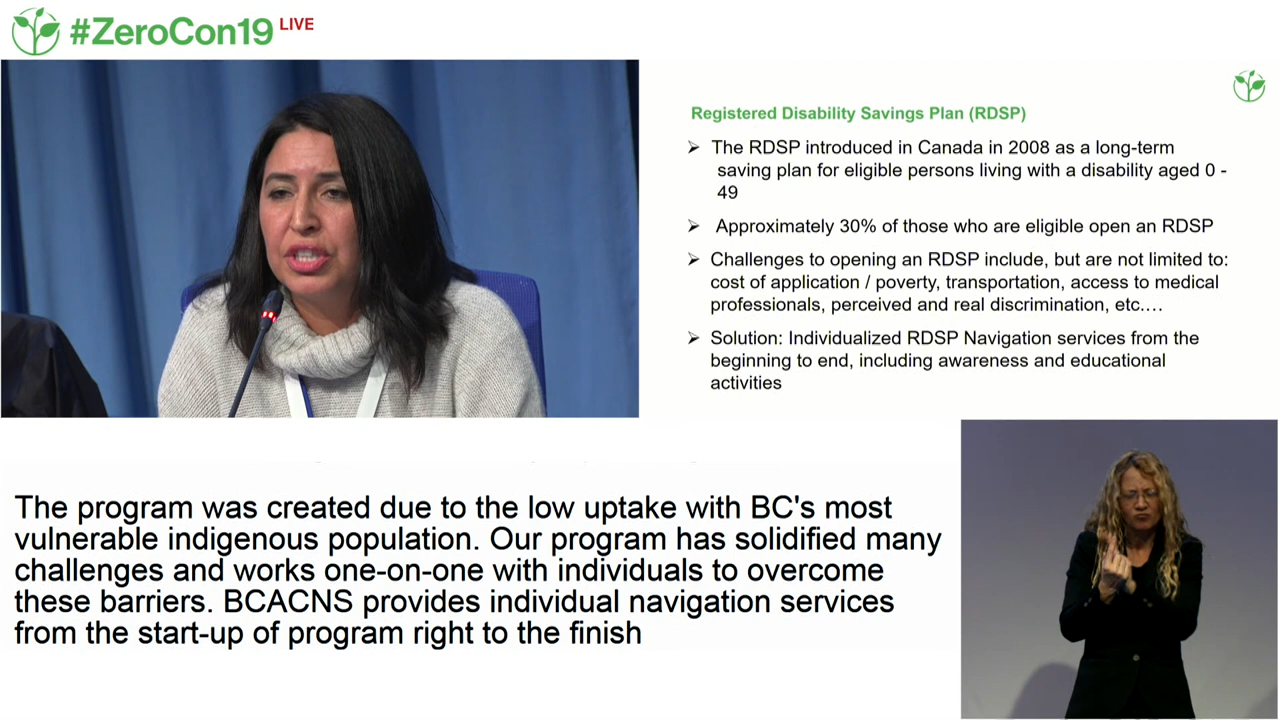 #ZeroCon19 LIVE
Registered Disability Savings Plan (RDSP)
➢ The RDSP introduced in Canada in 2008 as a long-term
saving plan for eligible persons living with a disability aged 0 -
49
➢ Approximately 30% of those who are eligible open an RDSP
➢ Challenges to opening an RDSP include, but are not limited to:
cost of application / poverty, transportation, access to medical
professionals, perceived and real discrimination, etc.…
➢ Solution: Individualized RDSP Navigation services from the
beginning to end, including awareness and educational
activities
The program was created due to the low uptake with BC's most
vulnerable indigenous population. Our program has solidified many
challenges and works one-on-one with individuals to overcome
these barriers. BCACNS provides individual navigation services
from the start-up of program right to the finish